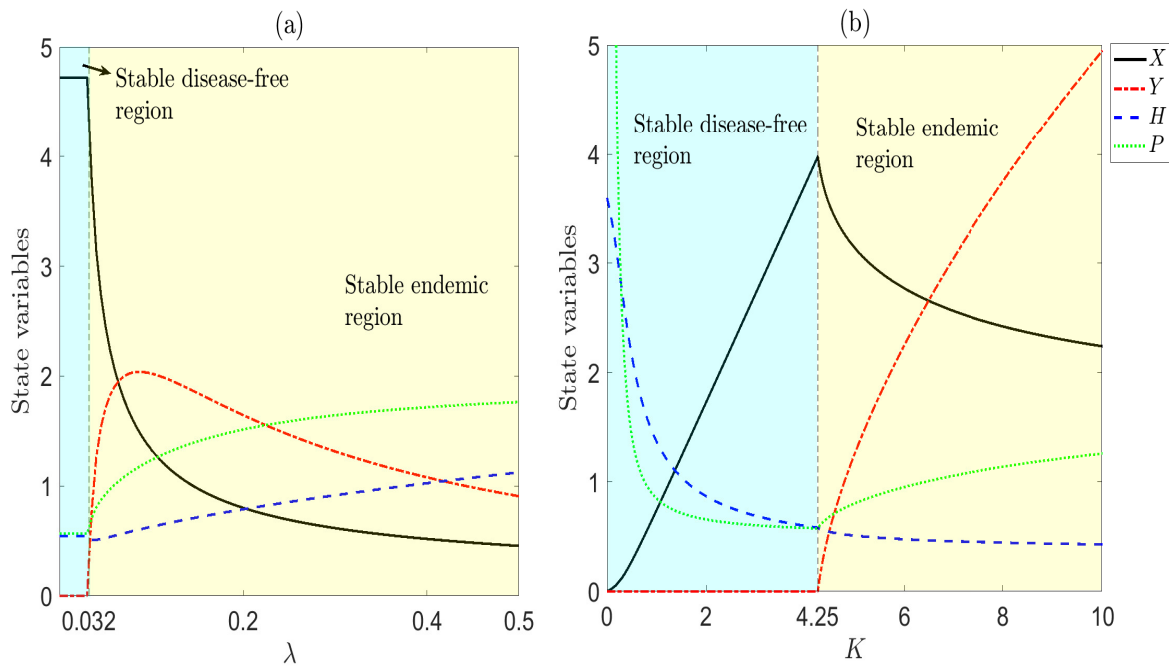 (a)
5
4
3
2
1
0
0.032
0.2
0.4
0.5
λ
State variables
Stable disease-free
region
Stable endemic
region
(b)
5
4
3
2
1
0
0
2
4.25
6
8
10
K
State variables
Stable disease-free
region
Stable endemic
region
X
Y
H
P